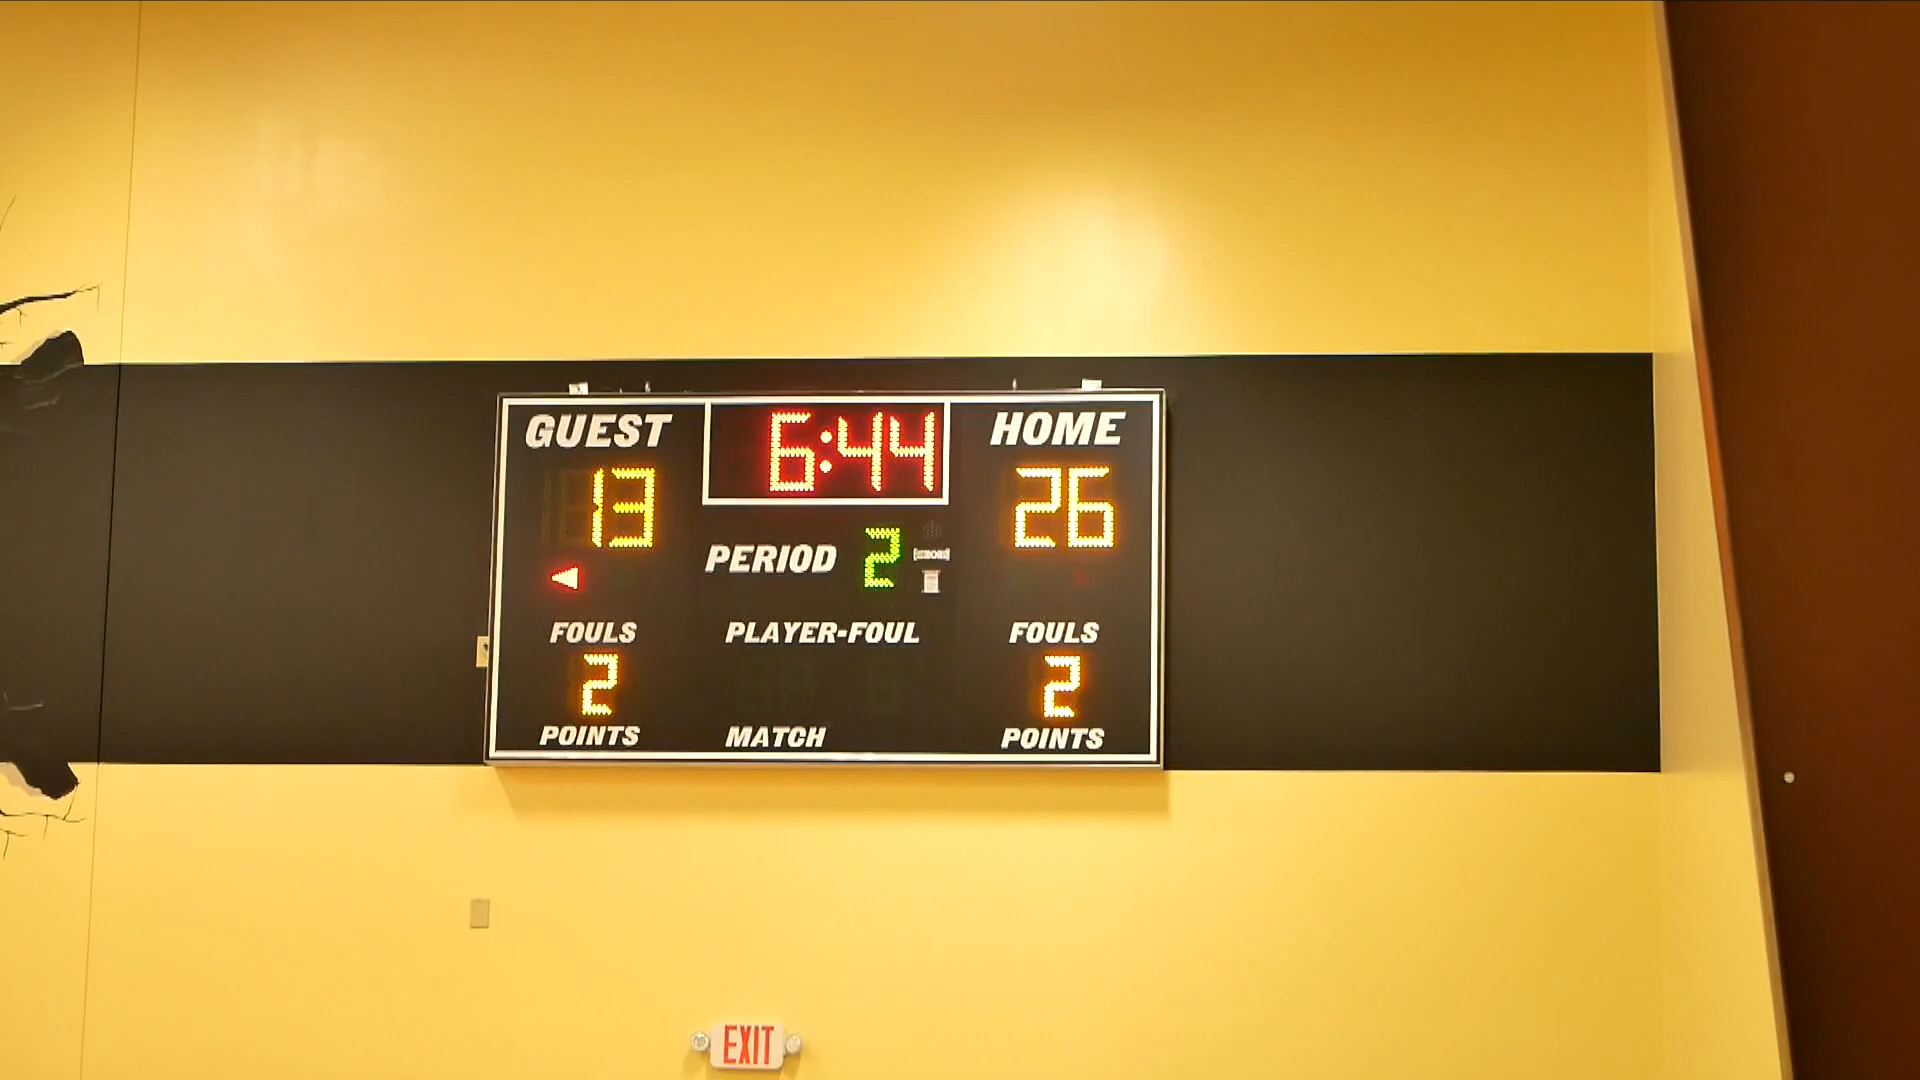 GUEST 6:44 HOME
13 26
PERIOD 2
FOULS PLAYER-FOUL FOULS
2 2
POINTS MATCH POINTS
EXIT